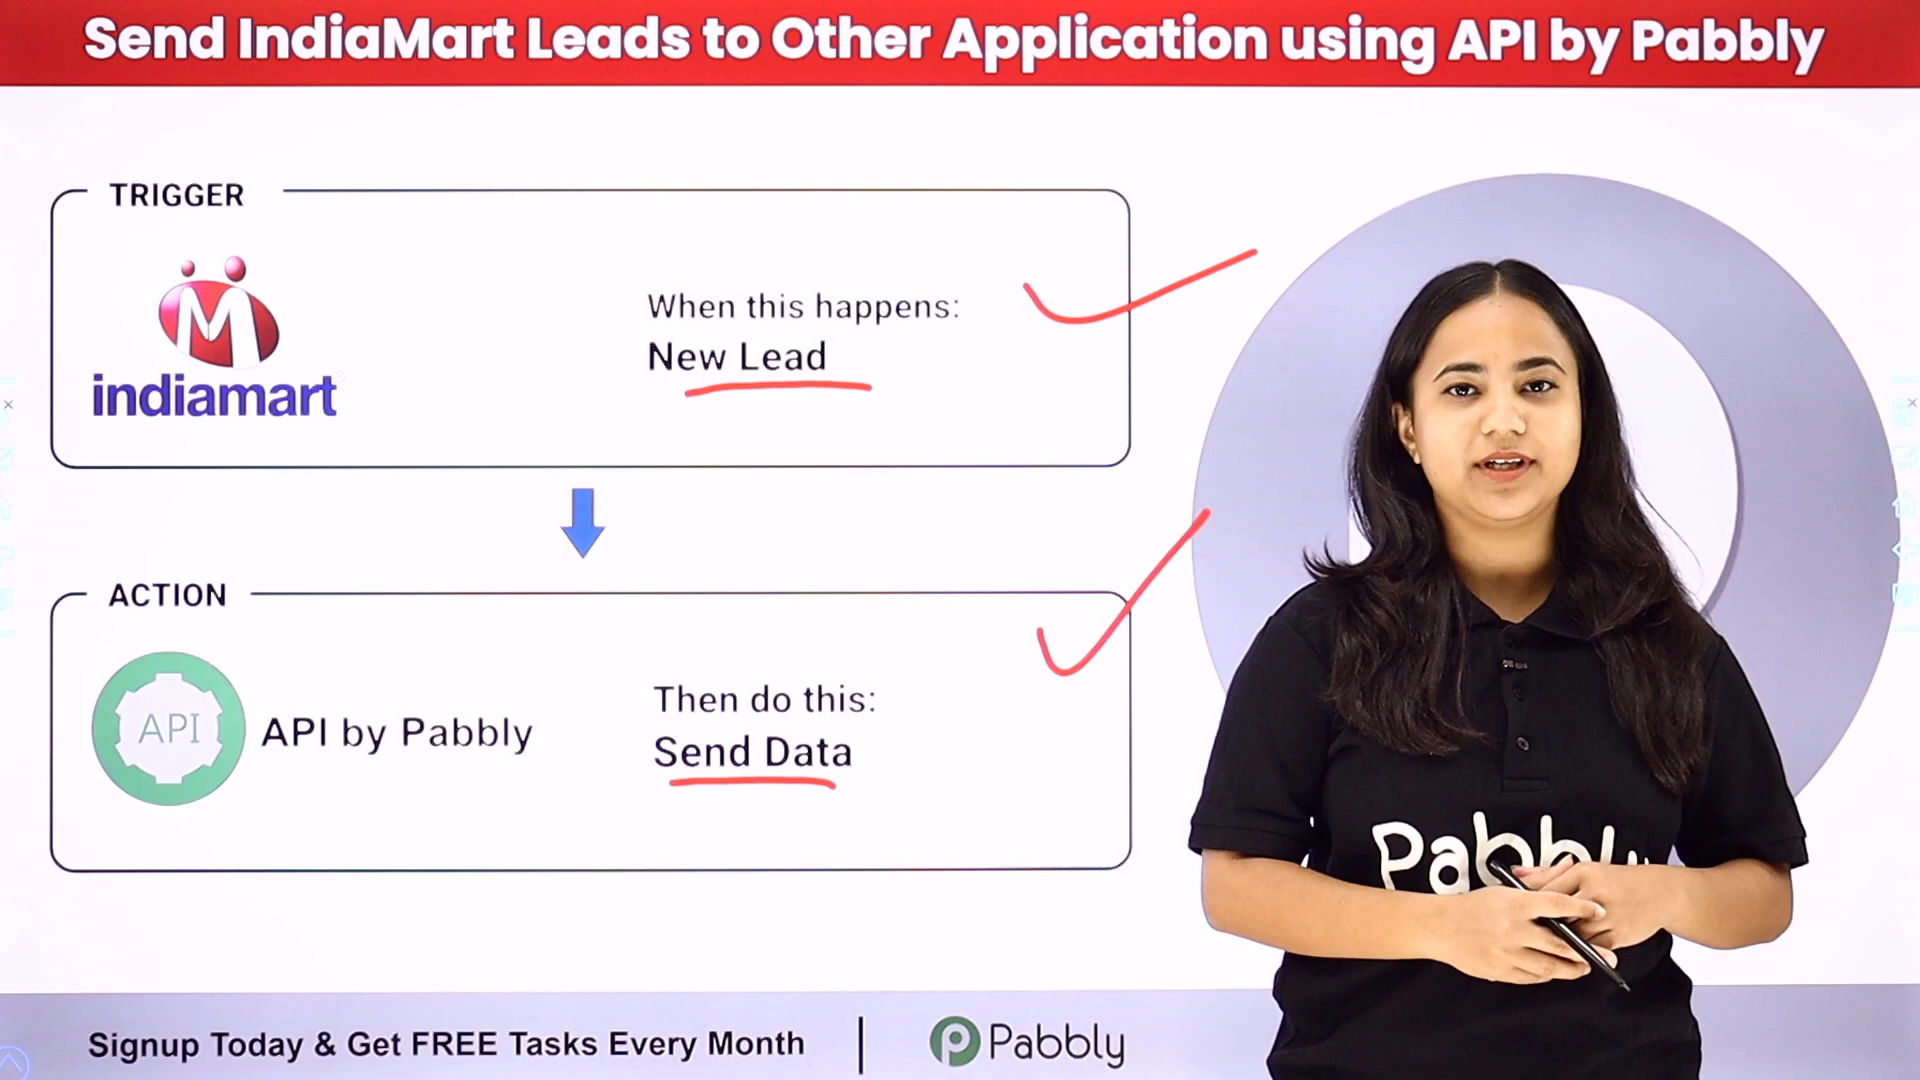 Send IndiaMart Leads to Other Application using API by Pabbly
TRIGGER
indiamart
When this happens:
New Lead
ACTION
API
API by Pabbly
Then do this:
Send Data
Pabbly
Signup Today & Get FREE Tasks Every Month
Pabbly